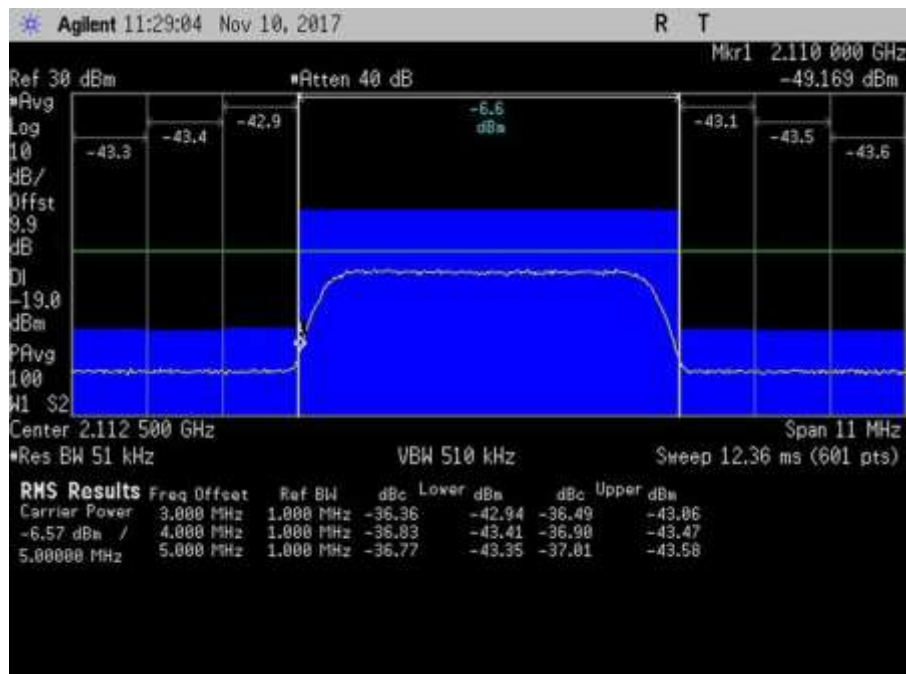 Agilent 11:29:04 Nov 10, 2017 R T
Mkr1 2.110 000 GHz
Ref 30 dBm #Atten 40 dB -49.169 dBm
#Avg
Log
10
dB/
Offst
9.9
dB
DI
-19.0
dBm
PAvg
100
W1 S2
-43.3 -43.4 -42.9 -6.6 -43.1 -43.5 -43.6
dBm
1
Center 2.112 500 GHz Span 11 MHz
#Res BW 51 kHz VBW 510 kHz Sweep 12.36 ms (601 pts)
RMS Results Freq Offset Ref BW dBc Lower dBm dBc Upper dBm
Carrier Power 3.000 MHz 1.000 MHz -36.36 -42.94 -36.49 -43.06
-6.57 dBm / 4.000 MHz 1.000 MHz -36.83 -43.41 -36.90 -43.47
5.00000 MHz 5.000 MHz 1.000 MHz -36.77 -43.35 -37.01 -43.58